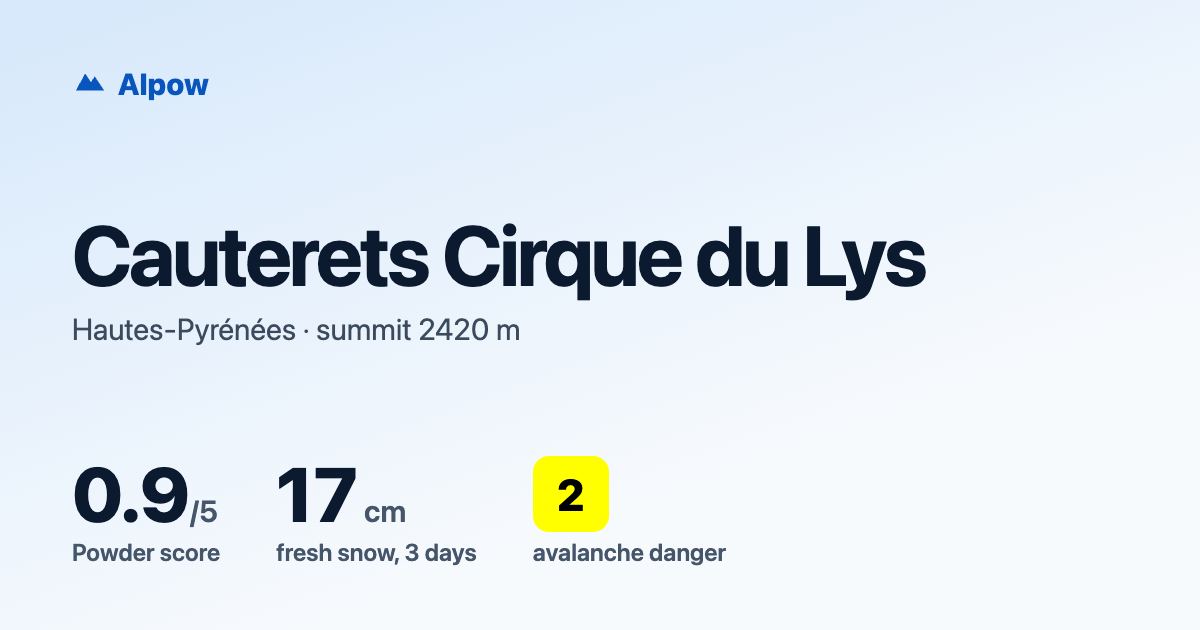 Alpow
Cauterets Cirque du Lys
Hautes-Pyrénées · summit 2420 m
0.9/5
Powder score
17 cm
fresh snow, 3 days
2
avalanche danger